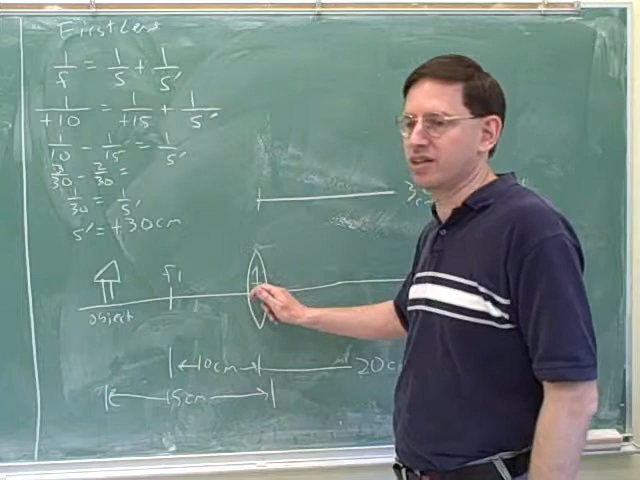 First Lens
1/f = 1/s + 1/s'
1/+10 = 1/+15 + 1/s'
1/10 - 1/15 = 1/s'
3/30 - 2/30 =
1/30 = 1/s'
s' = +30cm
f1
1
object
10cm
20c
15cm